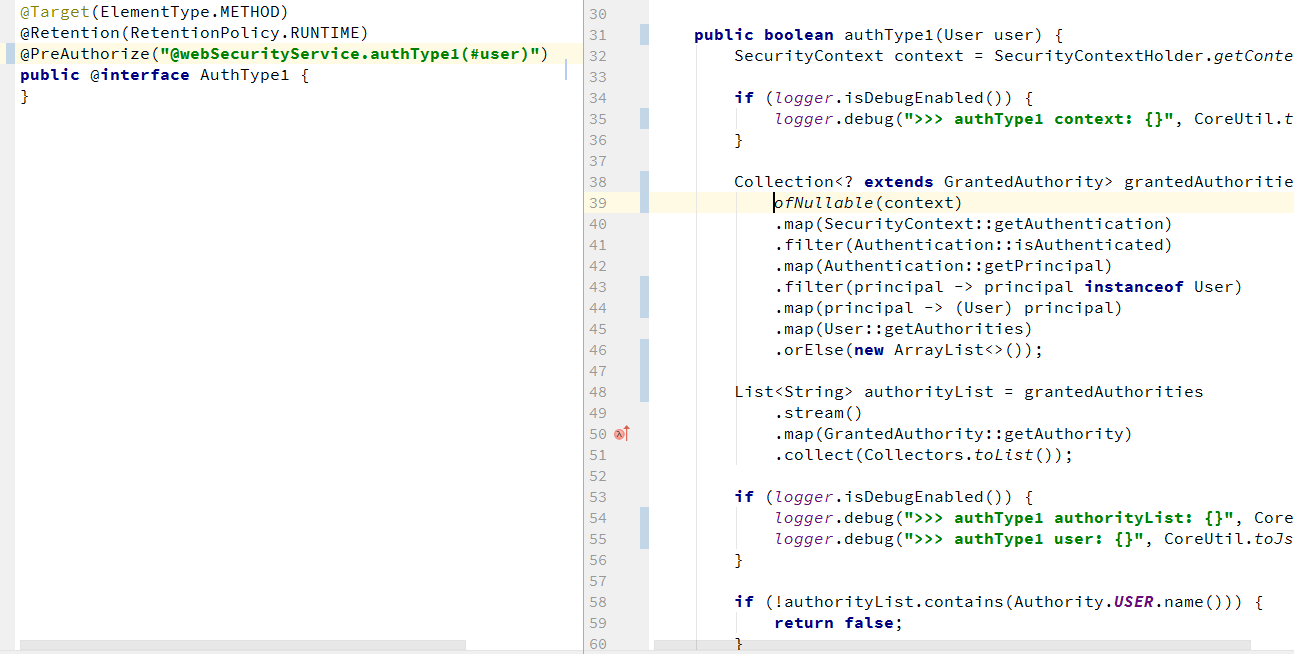 @Target(ElementType.METHOD)
@Retention(RetentionPolicy.RUNTIME)
@PreAuthorize("@webSecurityService.authType1(#user)")
public @interface AuthType1 {
}
30
31 public boolean authType1(User user) {
32 SecurityContext context = SecurityContextHolder.getConte
33
34 if (logger.isDebugEnabled()) {
35 logger.debug(">>> authType1 context: {}", CoreUtil.t
36 }
37
38 Collection<? extends GrantedAuthority> grantedAuthoritie
39 ofNullable(context)
40 .map(SecurityContext::getAuthentication)
41 .filter(Authentication::isAuthenticated)
42 .map(Authentication::getPrincipal)
43 .filter(principal -> principal instanceof User)
44 .map(principal -> (User) principal)
45 .map(User::getAuthorities)
46 .orElse(new ArrayList<>());
47
48 List<String> authorityList = grantedAuthorities
49 .stream()
50 .map(GrantedAuthority::getAuthority)
51 .collect(Collectors.toList());
52
53 if (logger.isDebugEnabled()) {
54 logger.debug(">>> authType1 authorityList: {}", Core
55 logger.debug(">>> authType1 user: {}", CoreUtil.toJs
56 }
57
58 if (!authorityList.contains(Authority.USER.name())) {
59 return false;
60 }